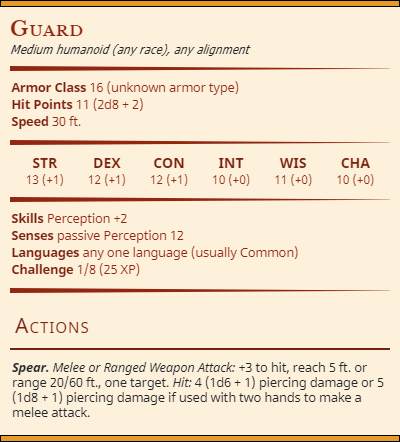 Guard
Medium humanoid (any race), any alignment
Armor Class 16 (unknown armor type)
Hit Points 11 (2d8 + 2)
Speed 30 ft.
STR DEX CON INT WIS CHA
13 (+1) 12 (+1) 12 (+1) 10 (+0) 11 (+0) 10 (+0)
Skills Perception +2
Senses passive Perception 12
Languages any one language (usually Common)
Challenge 1/8 (25 XP)
Actions
Spear. Melee or Ranged Weapon Attack: +3 to hit, reach 5 ft. or
range 20/60 ft., one target. Hit: 4 (1d6 + 1) piercing damage or 5
(1d8 + 1) piercing damage if used with two hands to make a
melee attack.